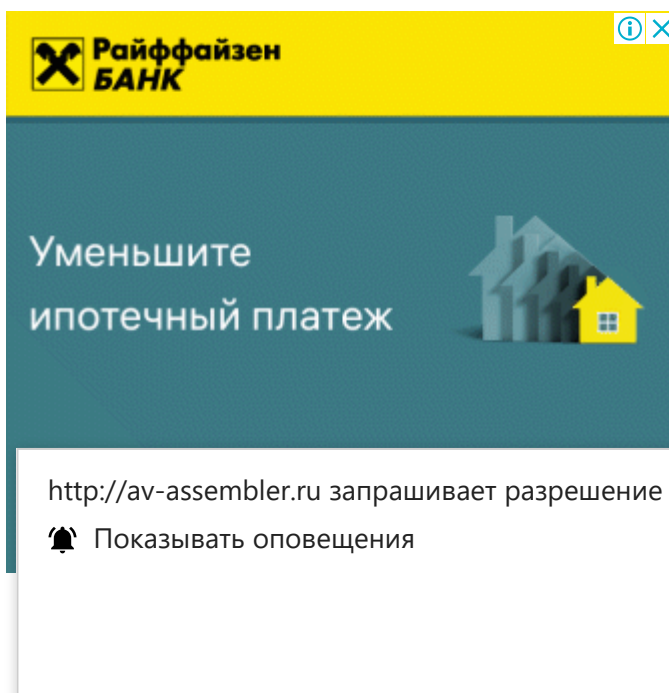 Райффайзен
БАНК
Уменьшите
ипотечный платеж
http://av-assembler.ru запрашивает разрешение
Показывать оповещения